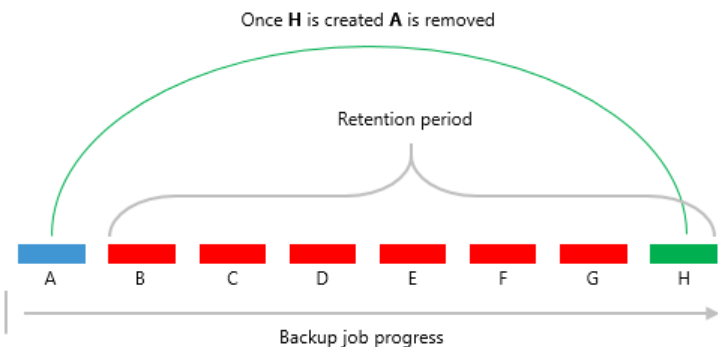 Once H is created A is removed
Retention period
A B C D E F G H
Backup job progress